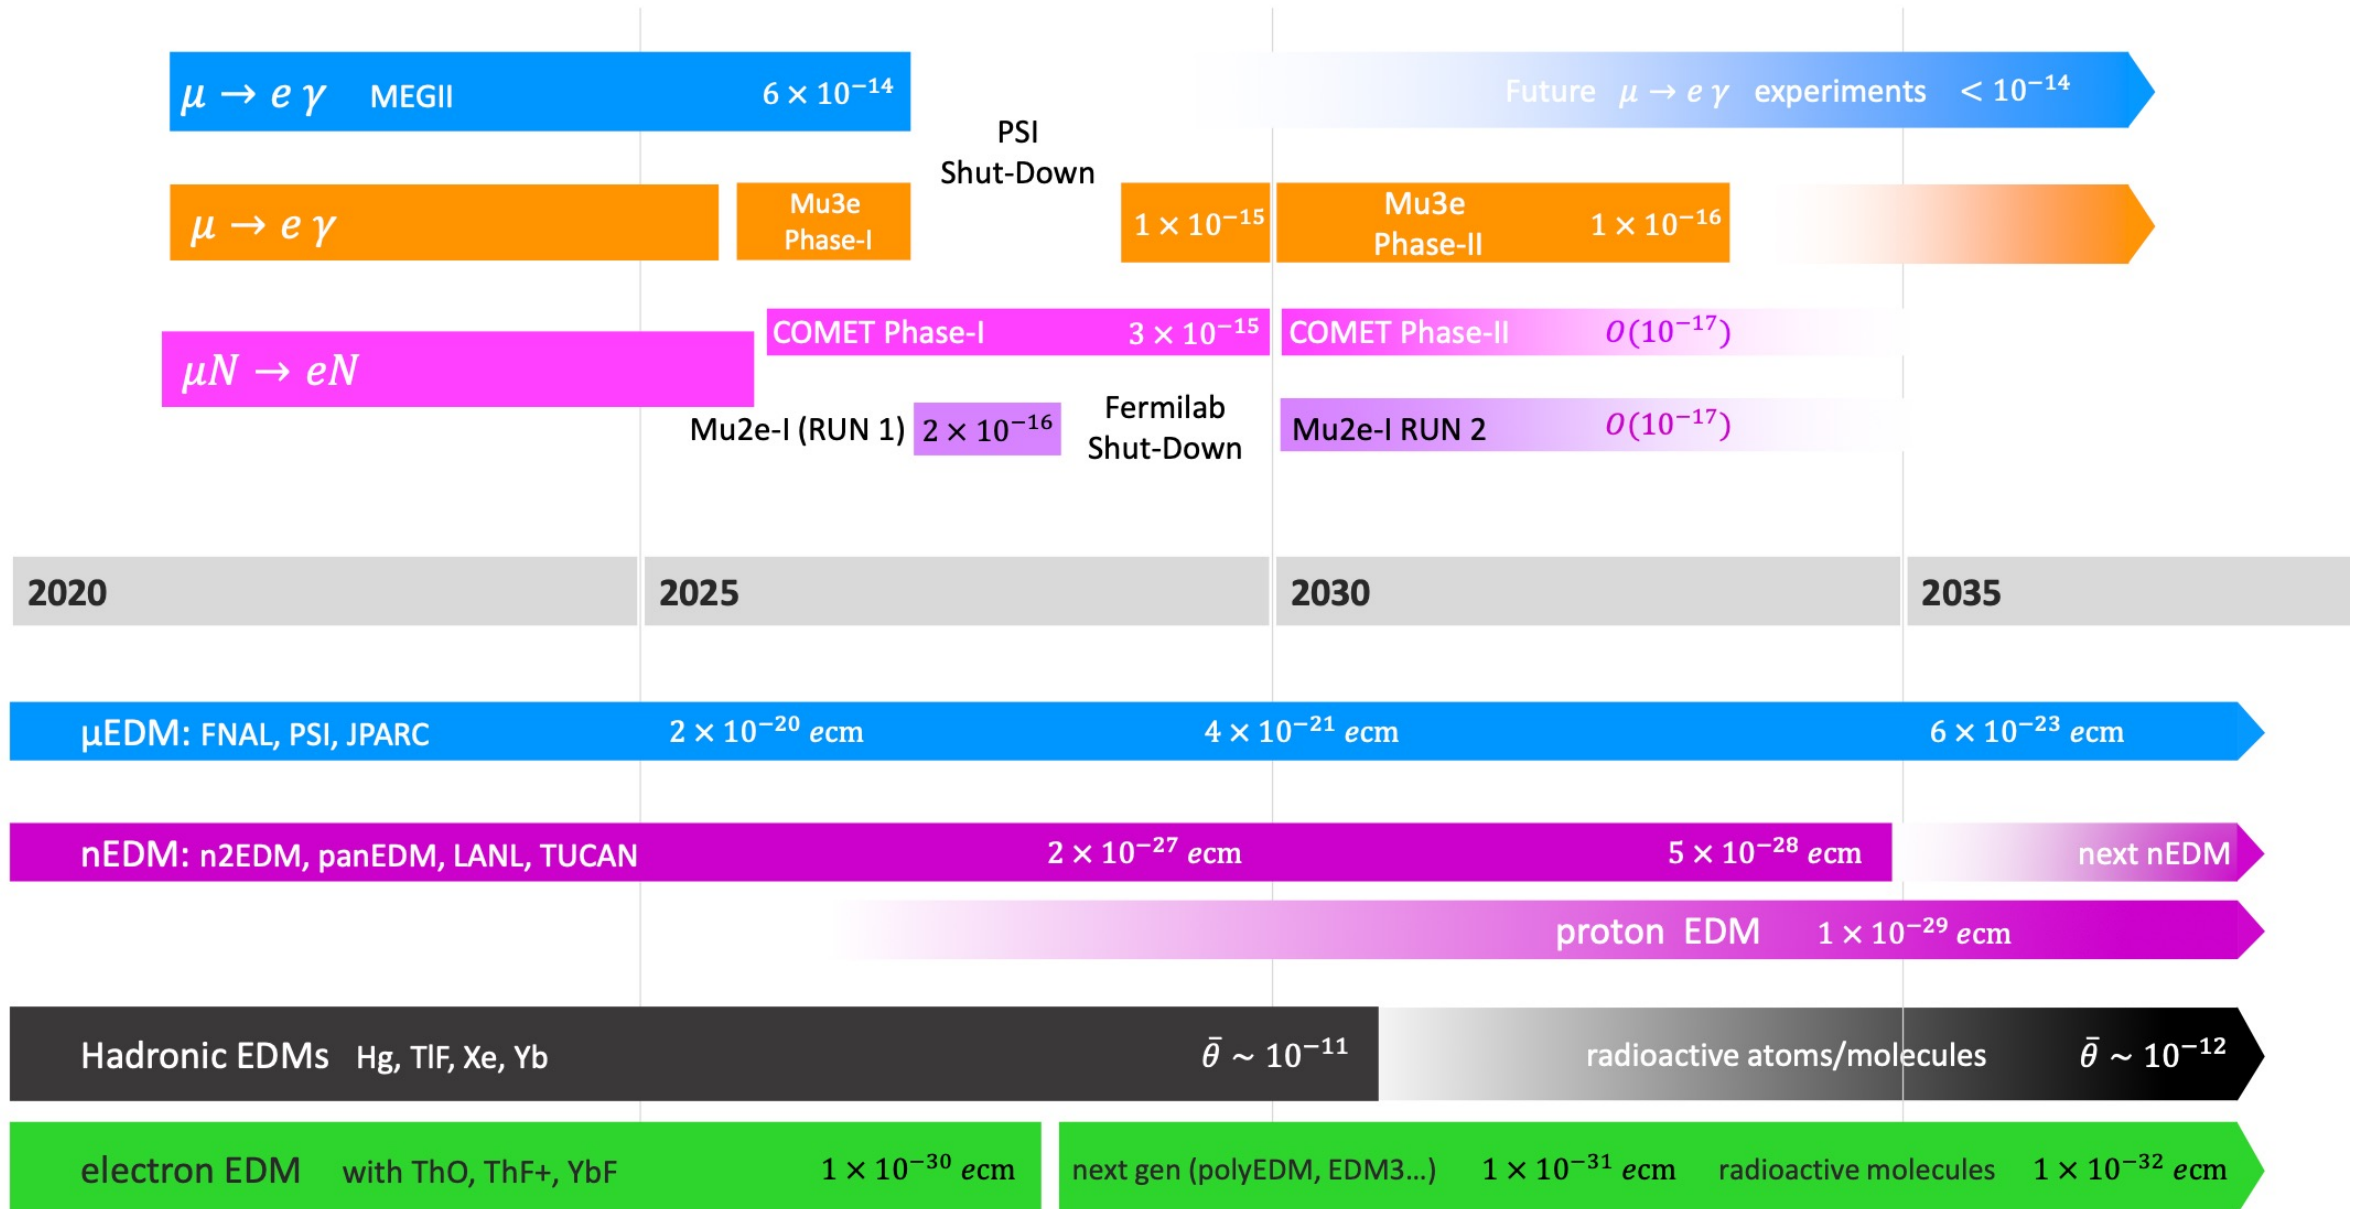 μ → e γ MEGII 6 × 10⁻¹⁴
Future μ → e γ experiments < 10⁻¹⁴
PSI
Shut-Down
μ → e γ
Mu3e
Phase-I
1 × 10⁻¹⁵
Mu3e
Phase-II
1 × 10⁻¹⁶
μN → eN
COMET Phase-I 3 × 10⁻¹⁵
COMET Phase-II O(10⁻¹⁷)
Mu2e-I (RUN 1) 2 × 10⁻¹⁶
Fermilab
Shut-Down
Mu2e-I RUN 2 O(10⁻¹⁷)
2020 2025 2030 2035
μEDM: FNAL, PSI, JPARC 2 × 10⁻²⁰ ecm 4 × 10⁻²¹ ecm 6 × 10⁻²³ ecm
nEDM: n2EDM, panEDM, LANL, TUCAN 2 × 10⁻²⁷ ecm 5 × 10⁻²⁸ ecm next nEDM
proton EDM 1 × 10⁻²⁹ ecm
Hadronic EDMs Hg, TlF, Xe, Yb θ̄ ~ 10⁻¹¹ radioactive atoms/molecules θ̄ ~ 10⁻¹²
electron EDM with ThO, ThF+, YbF 1 × 10⁻³⁰ ecm next gen (polyEDM, EDM3...) 1 × 10⁻³¹ ecm radioactive molecules 1 × 10⁻³² ecm